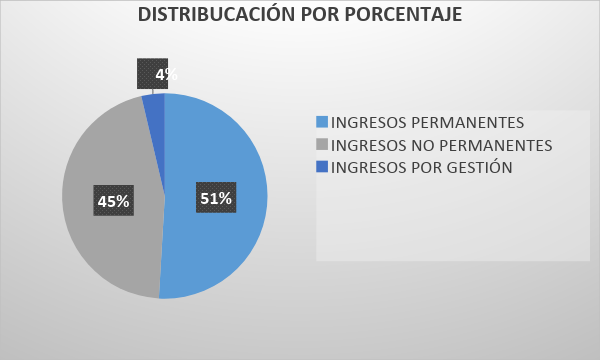 DISTRIBUCACIÓN POR PORCENTAJE
4%
INGRESOS PERMANENTES
INGRESOS NO PERMANENTES
INGRESOS POR GESTIÓN
45%
51%